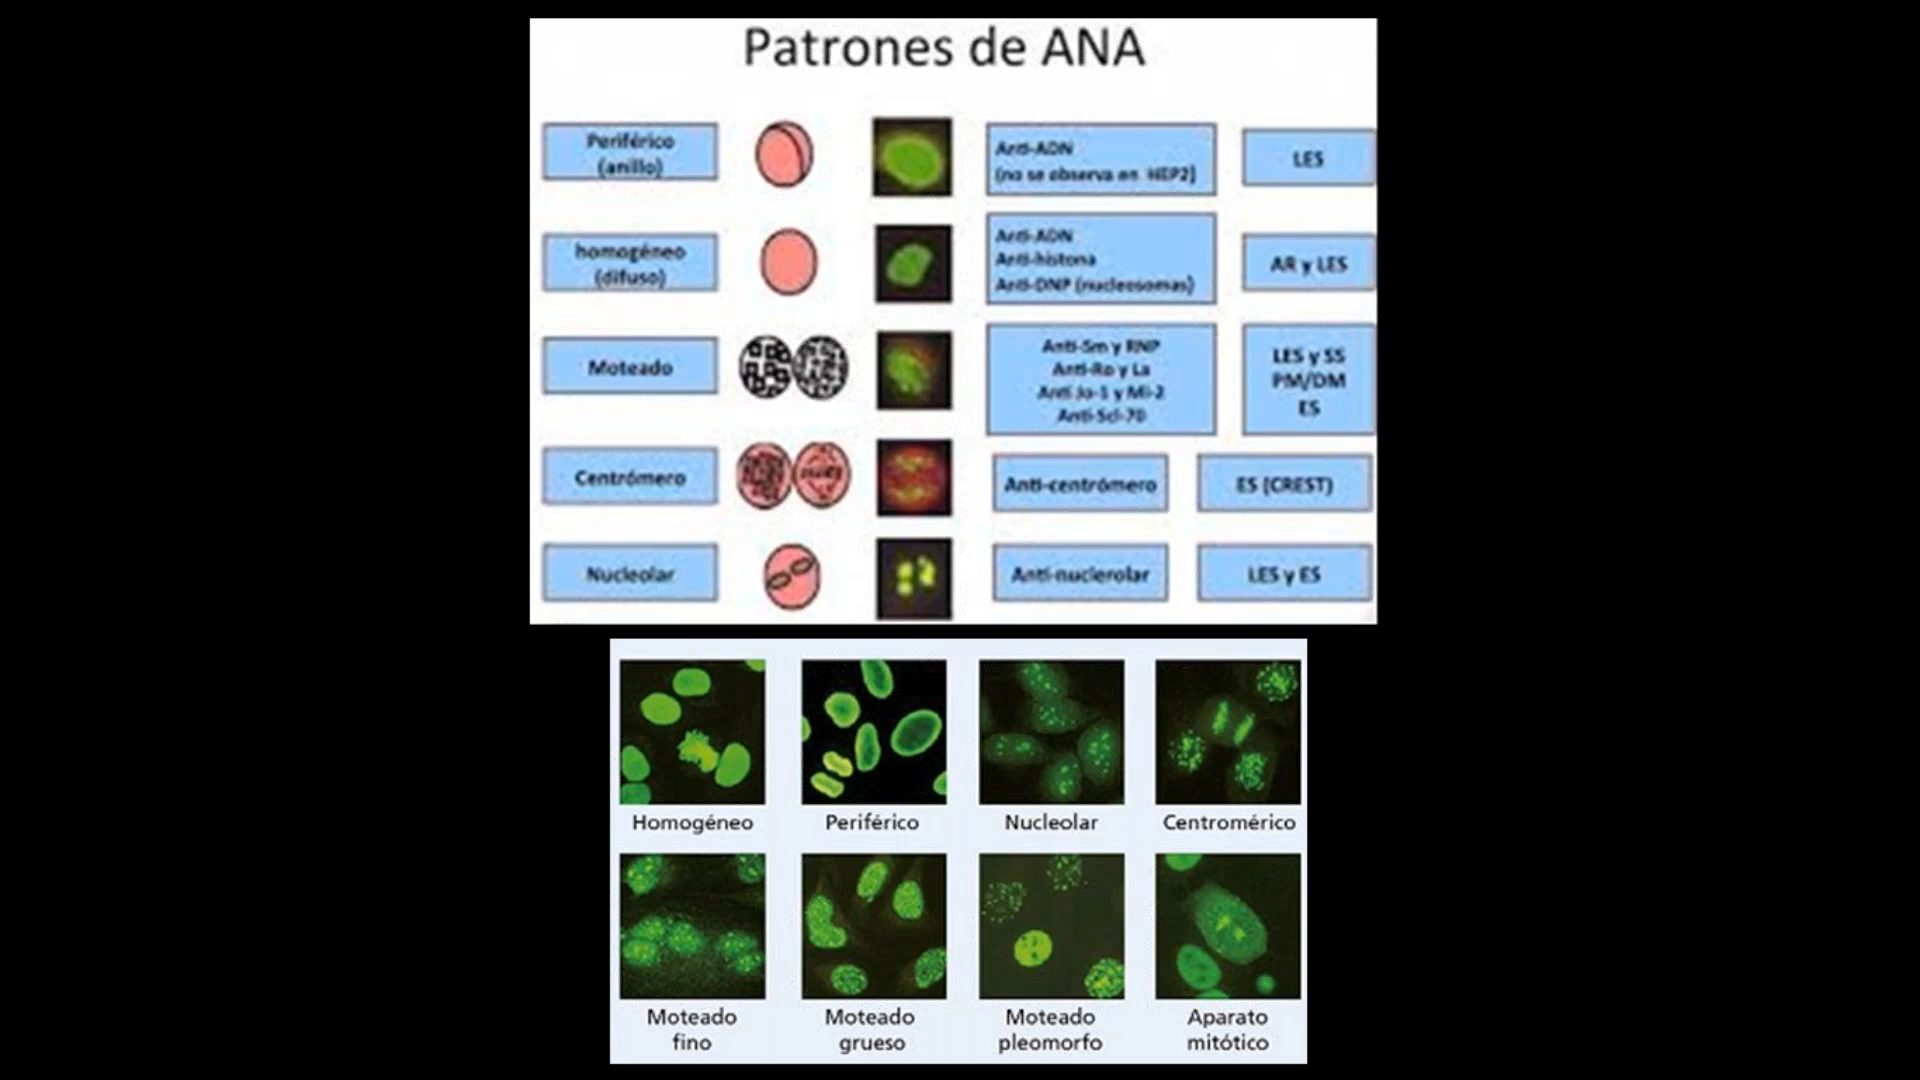 Patrones de ANA
Periférico
(anillo)
Anti-ADN
(no se observa en HEP2)
LES
homogéneo
(difuso)
Anti-ADN
Anti-histona
Anti-DNP (nucleosomas)
AR y LES
Moteado
Anti-Sm y RNP
Anti-Ro y La
Anti Jo-1 y Mi-2
Anti-Scl-70
LES y SS
PM/DM
ES
Centrómero
Anti-centrómero
ES (CREST)
Nucleolar
Anti-nuclerolar
LES y ES
Homogéneo
Periférico
Nucleolar
Centromérico
Moteado
fino
Moteado
grueso
Moteado
pleomorfo
Aparato
mitótico